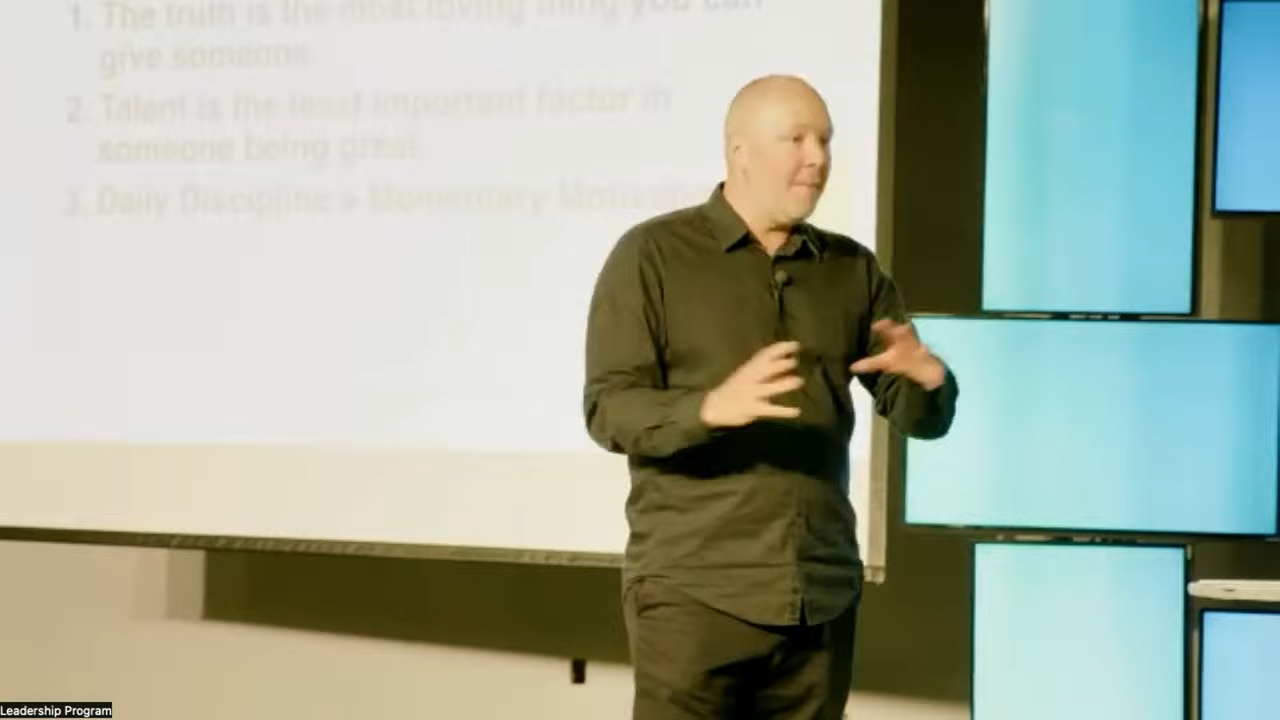 1. The truth is the most loving thing you can
give someone.
2. Talent is the least important factor in
someone being great.
3. Daily Discipline > Momentary
Leadership Program